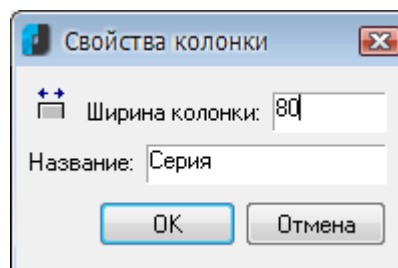 Свойства колонки
Ширина колонки: 80
Название: Серия
OK Отмена